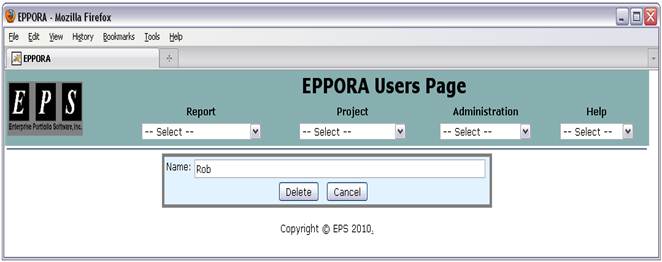 EPPORA - Mozilla Firefox
File Edit View History Bookmarks Tools Help
EPPORA
EPS
Enterprise Portfolio Software, Inc.
EPPORA Users Page
Report Project Administration Help
-- Select -- -- Select -- -- Select -- -- Select --
Name: Rob
Delete Cancel
Copyright © EPS 2010.